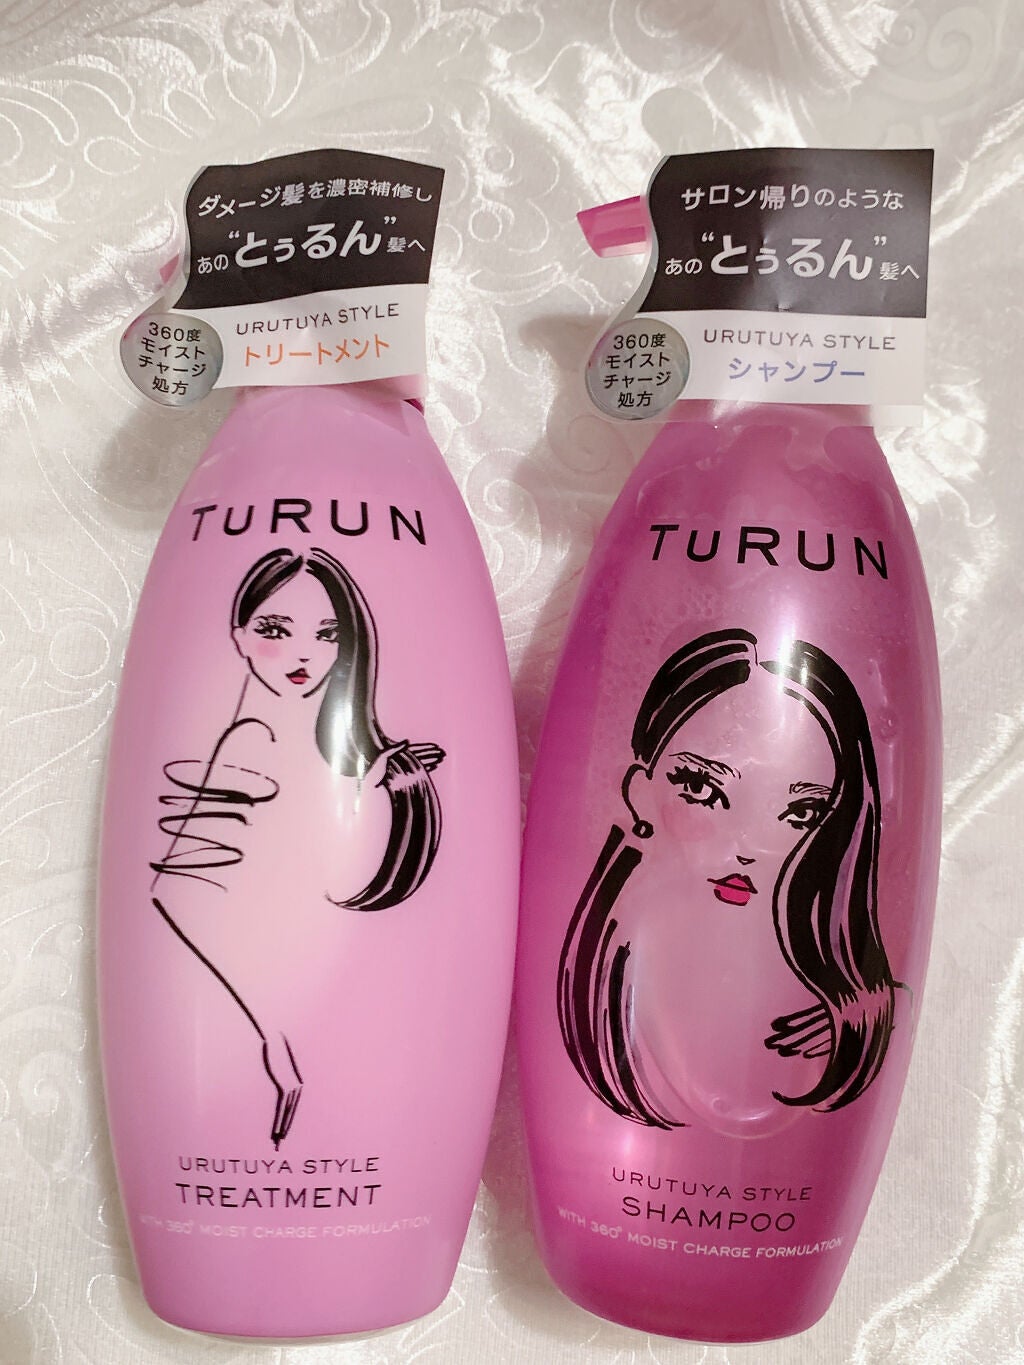 ダメージ髪を濃密補修し
あの“とぅるん”髪へ
URUTUYA STYLE
トリートメント
360度
モイスト
チャージ
処方
TURUN
URUTUYA STYLE
TREATMENT
WITH 360° MOIST CHARGE FORMULATION
サロン帰りのような
あの“とぅるん”髪へ
URUTUYA STYLE
シャンプー
360度
モイスト
チャージ
処方
TURUN
URUTUYA STYLE
SHAMPOO
WITH 360° MOIST CHARGE FORMULATION